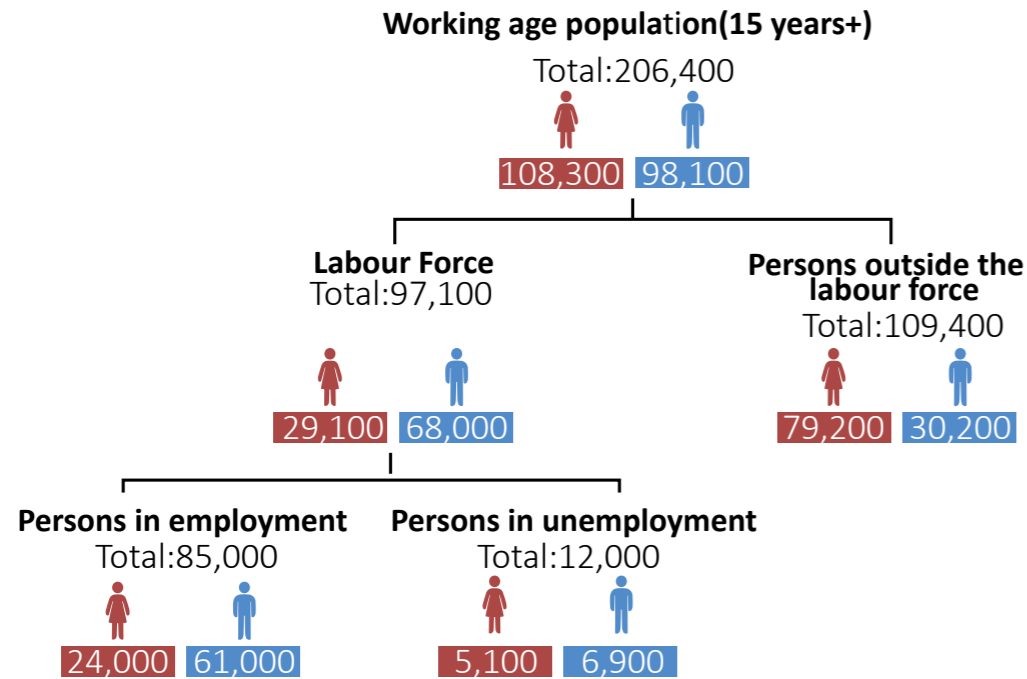 Working age population(15 years+)
Total:206,400
108,300 98,100
Labour Force
Total:97,100
29,100 68,000
Persons outside the
labour force
Total:109,400
79,200 30,200
Persons in employment
Total:85,000
24,000 61,000
Persons in unemployment
Total:12,000
5,100 6,900